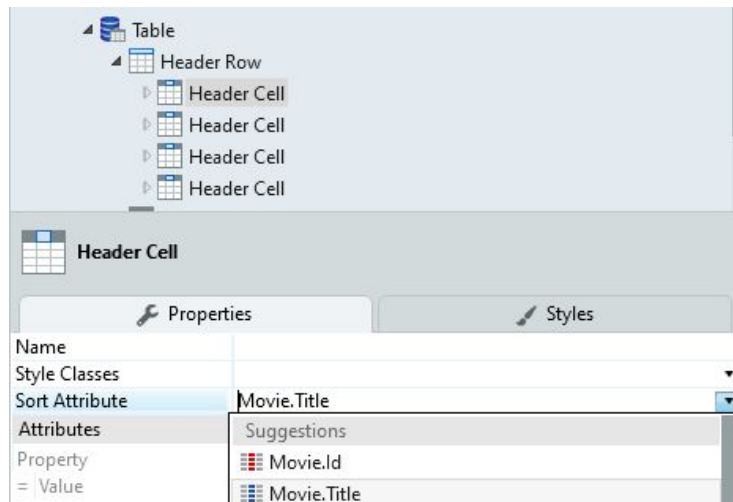 Table
Header Row
Header Cell
Header Cell
Header Cell
Header Cell
Header Cell
Properties Styles
Name
Style Classes
Sort Attribute Movie.Title
Attributes Suggestions
Property Movie.Id
= Value Movie.Title